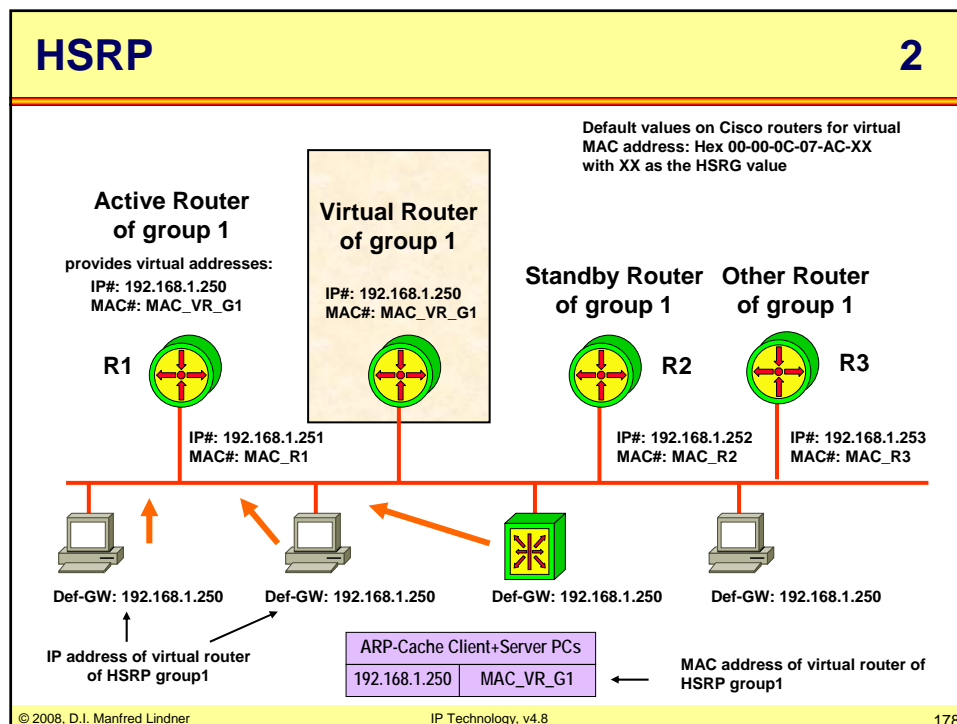 HSRP
2
Default values on Cisco routers for virtual
MAC address: Hex 00-00-0C-07-AC-XX
with XX as the HSRG value
Active Router
of group 1
provides virtual addresses:
IP#: 192.168.1.250
MAC#: MAC_VR_G1
Virtual Router
of group 1
IP#: 192.168.1.250
MAC#: MAC_VR_G1
Standby Router
of group 1
Other Router
of group 1
R1
R2
R3
IP#: 192.168.1.251
MAC#: MAC_R1
IP#: 192.168.1.252
MAC#: MAC_R2
IP#: 192.168.1.253
MAC#: MAC_R3
Def-GW: 192.168.1.250
Def-GW: 192.168.1.250
Def-GW: 192.168.1.250
Def-GW: 192.168.1.250
IP address of virtual router
of HSRP group1
ARP-Cache Client+Server PCs
192.168.1.250
MAC_VR_G1
MAC address of virtual router of
HSRP group1
© 2008, D.I. Manfred Lindner
IP Technology, v4.8
178